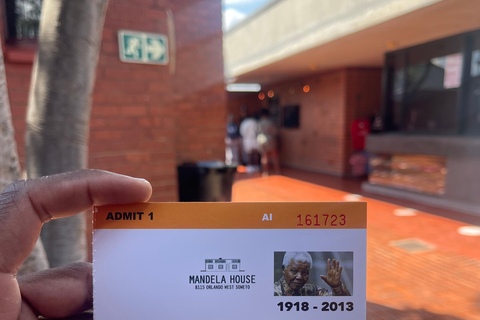 ADMIT 1 AI 161723
MANDELA HOUSE
8115 ORLANDO WEST SOWETO
1918 - 2013